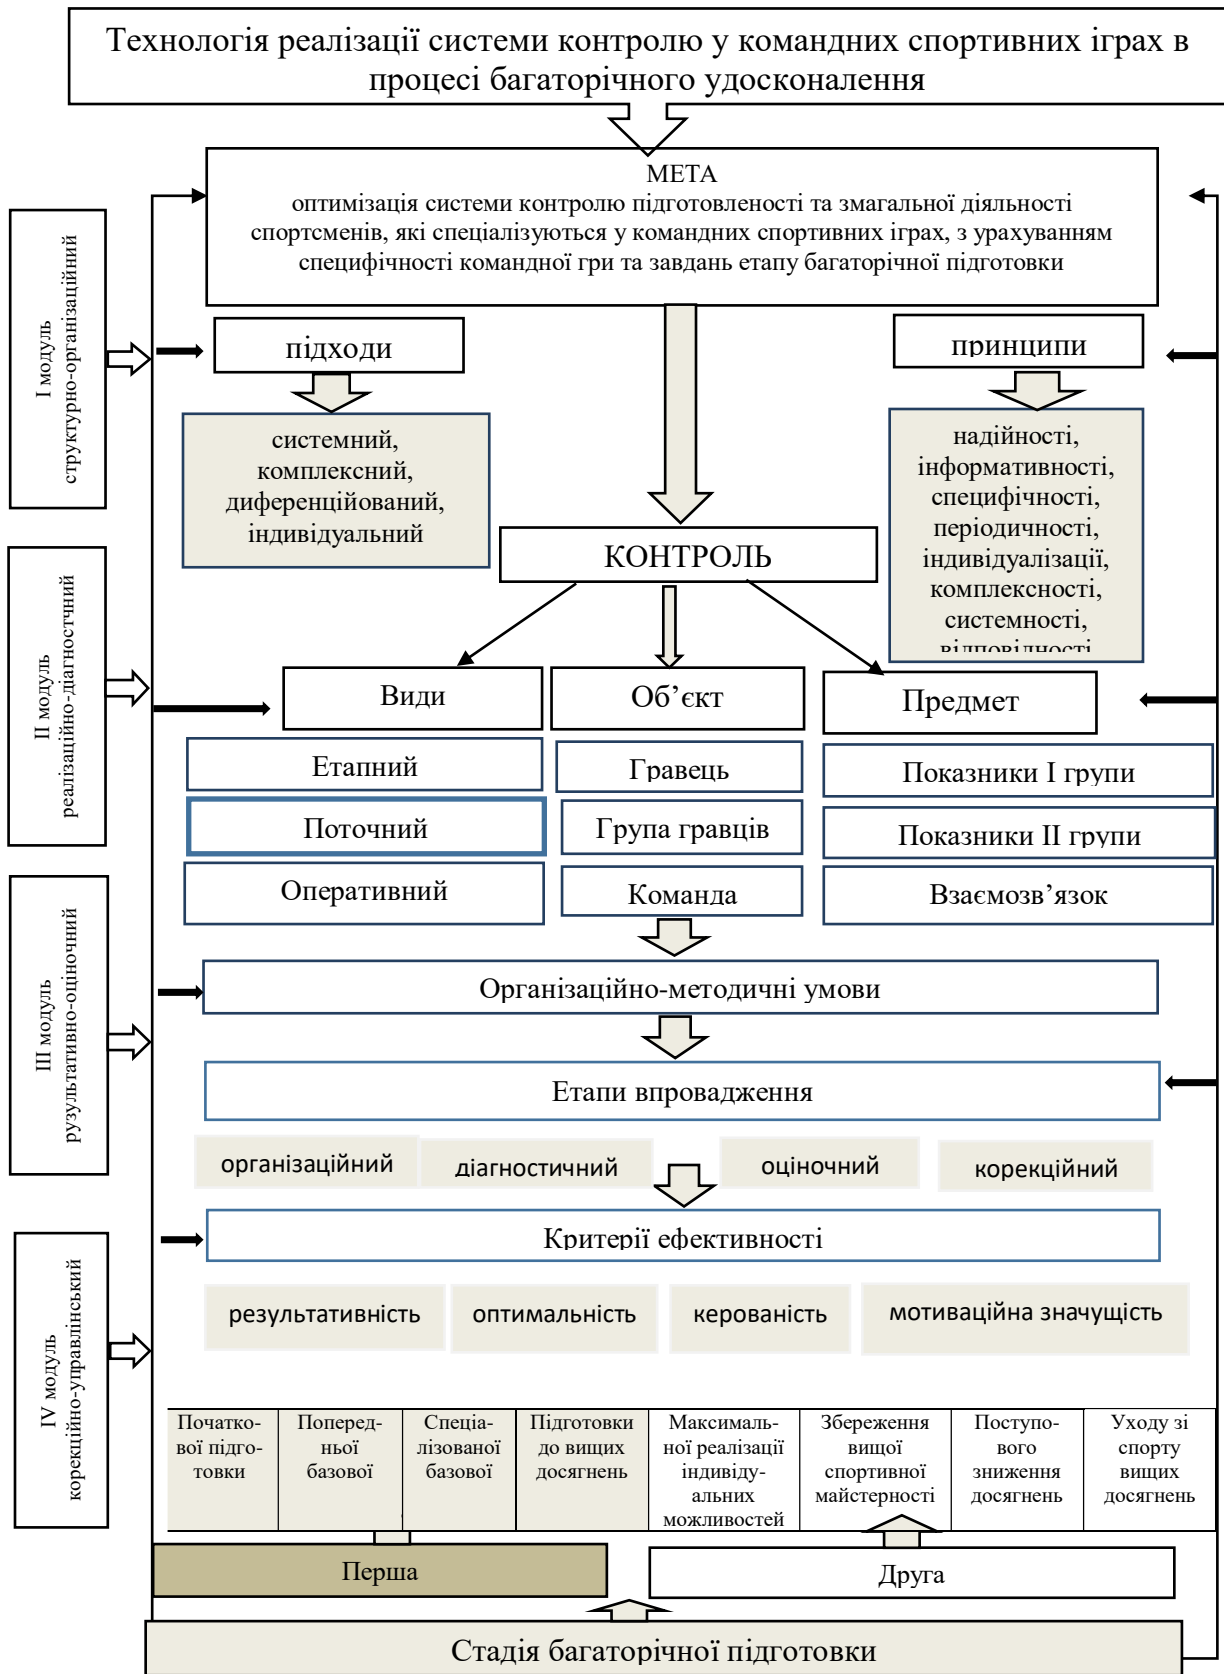 Технологія реалізації системи контролю у командних спортивних іграх в
процесі багаторічного удосконалення
МЕТА
оптимізація системи контролю підготовленості та змагальної діяльності
спортсменів, які спеціалізуються у командних спортивних іграх, з урахуванням
специфічності командної гри та завдань етапу багаторічної підготовки
І модуль
структурно-організаційний
підходи
принципи
системний,
комплексний,
диференційований,
індивідуальний
надійності,
інформативності,
специфічності,
періодичності,
індивідуалізації,
комплексності,
системності,
відповідності
КОНТРОЛЬ
ІІ модуль
реалізаційно-діагностчний
Види
Об’єкт
Предмет
Етапний
Гравець
Показники І групи
Поточний
Група гравців
Показники ІІ групи
Оперативний
Команда
Взаємозв’язок
ІІІ модуль
рузультативно-оціночний
Організаційно-методичні умови
Етапи впровадження
організаційний
діагностичний
оціночний
корекційний
Критерії ефективності
результативність
оптимальність
керованість
мотиваційна значущість
IV модуль
корекційно-управлінський
Початко-
вої підго-
товки
Поперед-
ньої
базової
Спеціа-
лізованої
базової
Підготовки
до вищих
досягнень
Максималь-
ної реалізації
індивіду-
альних
можливостей
Збереження
вищої
спортивної
майстерності
Поступо-
вого
зниження
досягнень
Уходу зі
спорту
вищих
досягнень
Перша
Друга
Стадія багаторічної підготовки